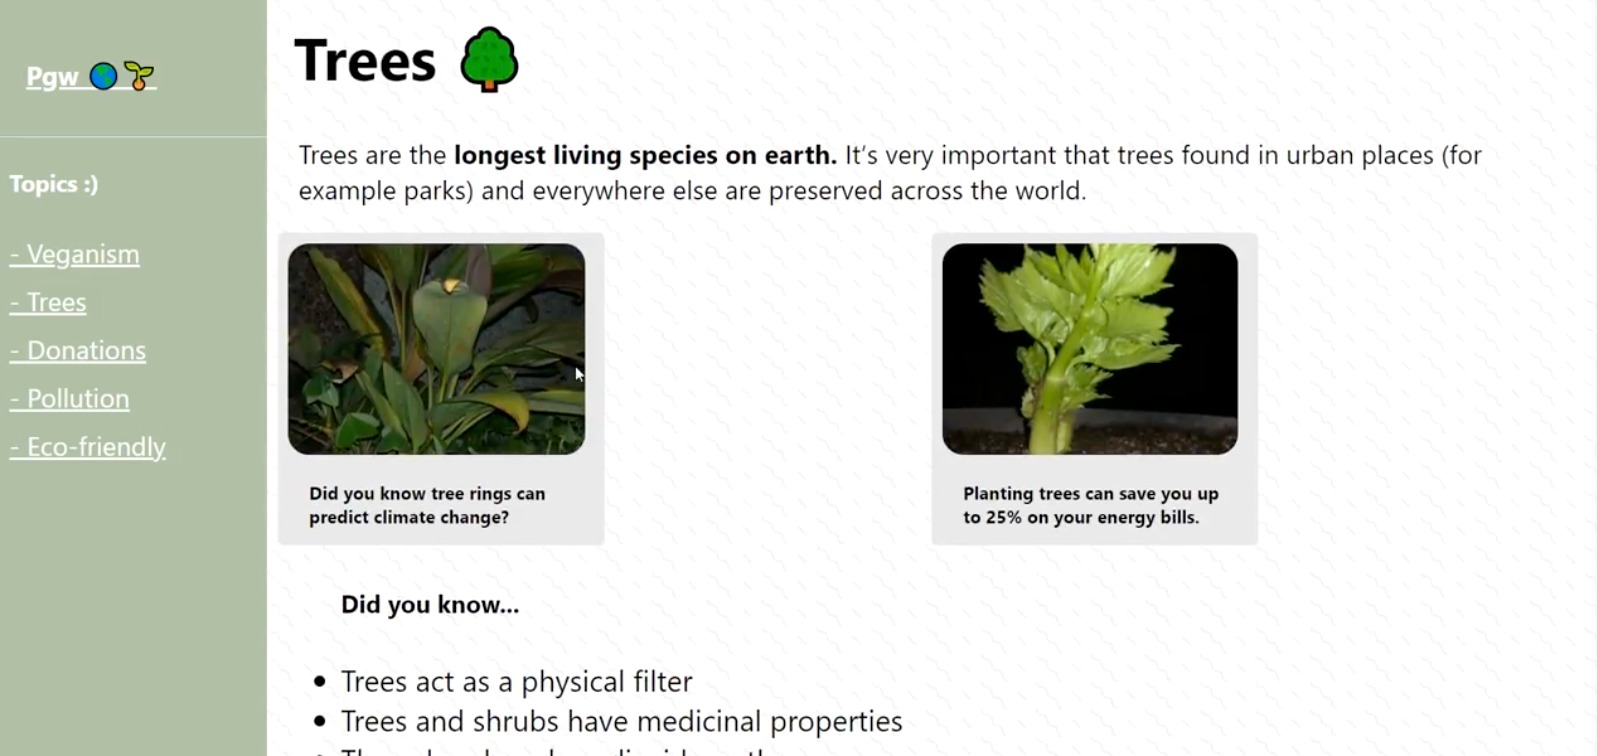 Pgw
Topics :)
- Veganism
- Trees
- Donations
- Pollution
- Eco-friendly
Trees
Trees are the longest living species on earth. It's very important that trees found in urban places (for
example parks) and everywhere else are preserved across the world.
Did you know tree rings can
predict climate change?
Planting trees can save you up
to 25% on your energy bills.
Did you know...
• Trees act as a physical filter
• Trees and shrubs have medicinal properties